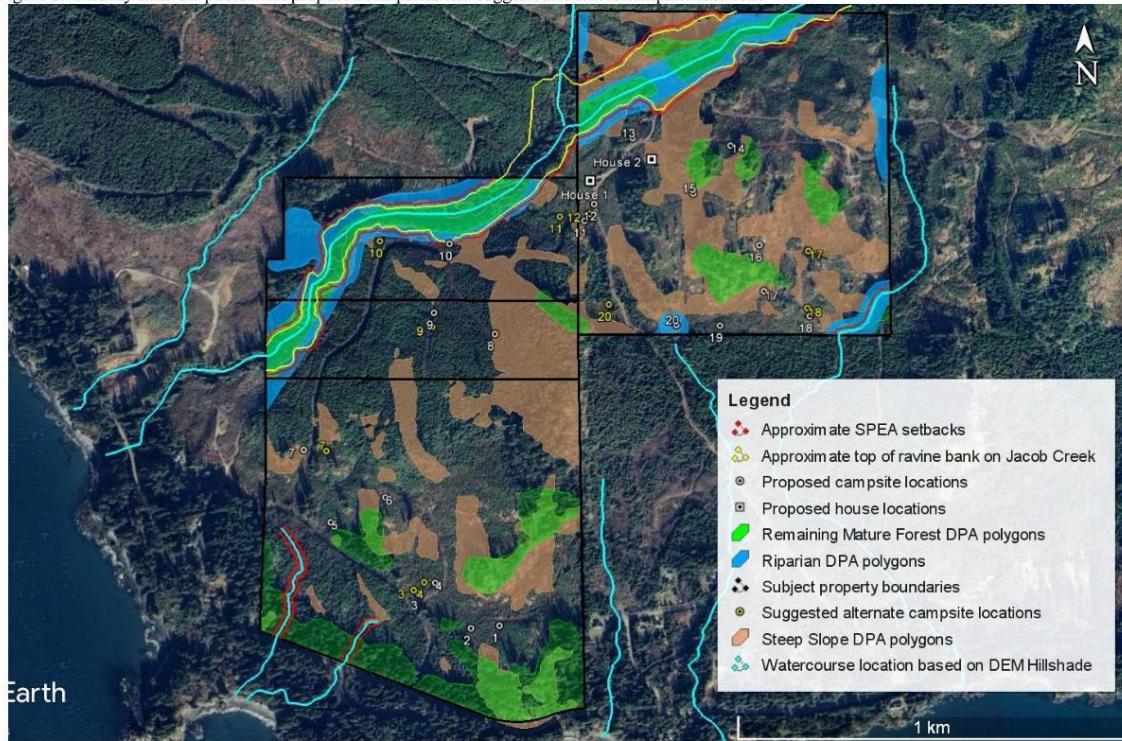 N
13
14
House 2
15
House 1
12
12
11
11
10
10
16
17
17
20
18
18
20
19
9
9
8
7
7
6
5
3
4
4
3
2
1
Legend
Approximate SPEA setbacks
Approximate top of ravine bank on Jacob Creek
Proposed campsite locations
Proposed house locations
Remaining Mature Forest DPA polygons
Riparian DPA polygons
Subject property boundaries
Suggested alternate campsite locations
Steep Slope DPA polygons
Watercourse location based on DEM Hillshade
Earth
1 km